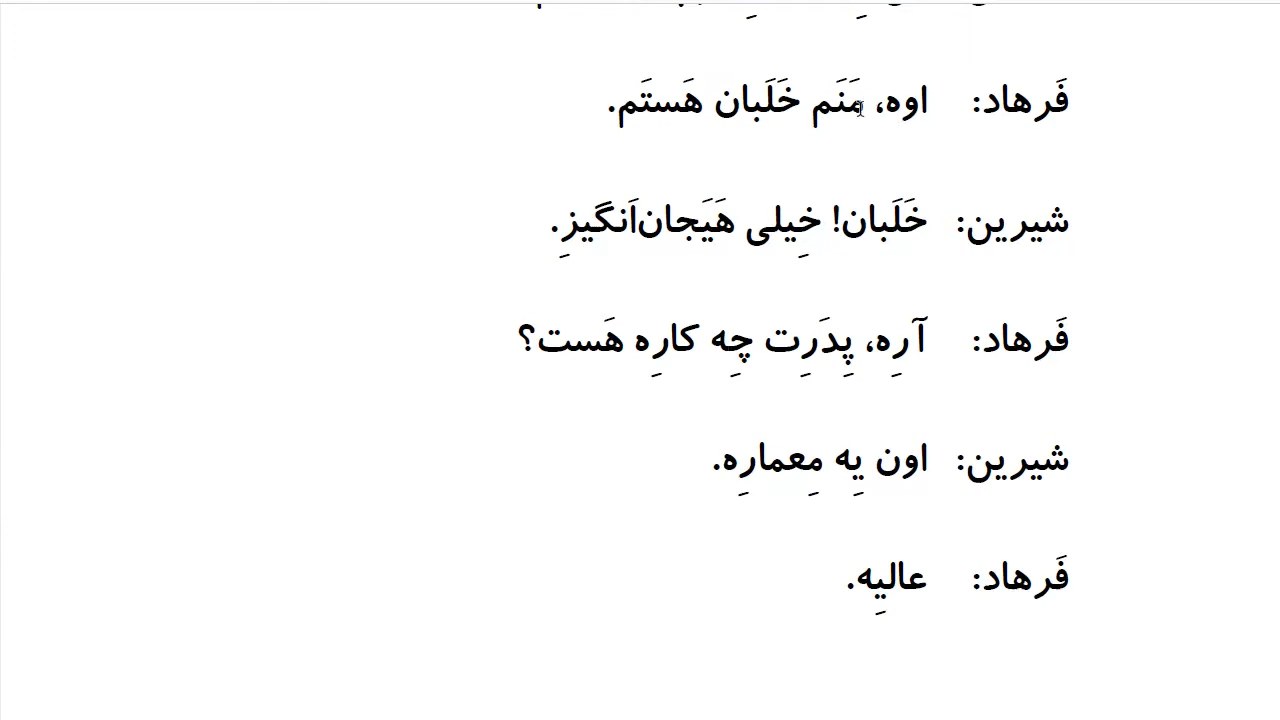 فَرهاد: اوه، مَنَم خَلَبان هَستَم.
شیرین: خَلَبان! خِیلی هَیَجان‌اَنگیزِ.
فَرهاد: آرِه، پِدَرِت چِه کارِه هَست؟
شیرین: اون یِه مِعمارِه.
فَرهاد: عالیِه.